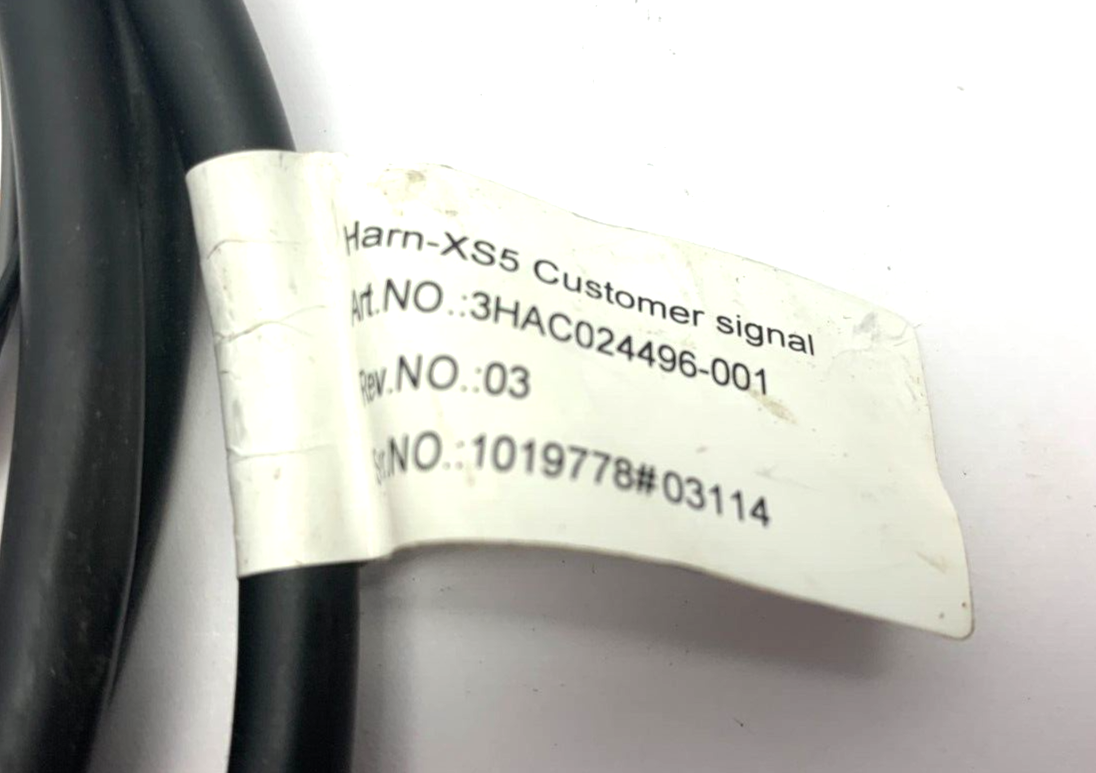 Harn-XS5 Customer signal
Art.NO.:3HAC024496-001
Rev.NO.:03
Sr.NO.:1019778#03114